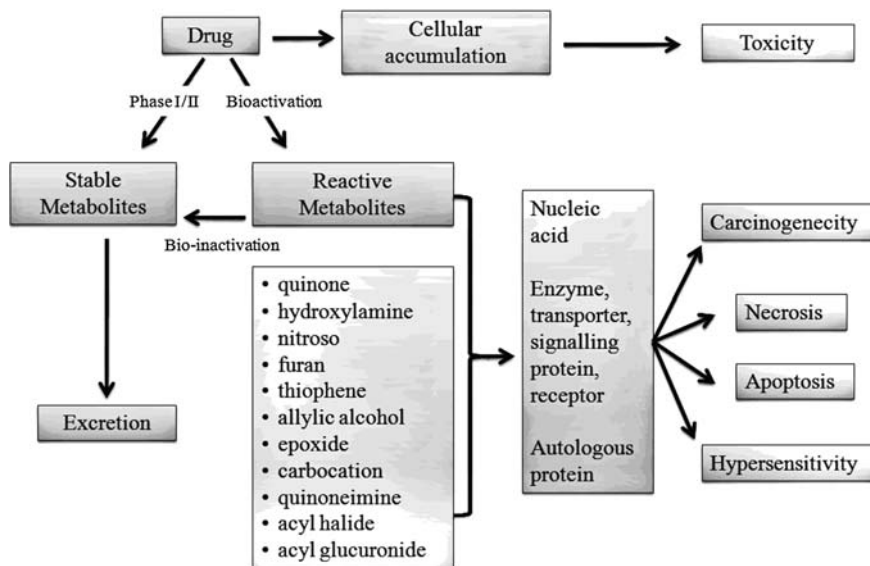 Drug
Cellular
accumulation
Toxicity
Phase I/II
Bioactivation
Stable
Metabolites
Reactive
Metabolites
Bio-inactivation
Excretion
• quinone
• hydroxylamine
• nitroso
• furan
• thiophene
• allylic alcohol
• epoxide
• carbocation
• quinoneimine
• acyl halide
• acyl glucuronide
Nucleic
acid
Enzyme,
transporter,
signalling
protein,
receptor
Autologous
protein
Carcinogenecity
Necrosis
Apoptosis
Hypersensitivity